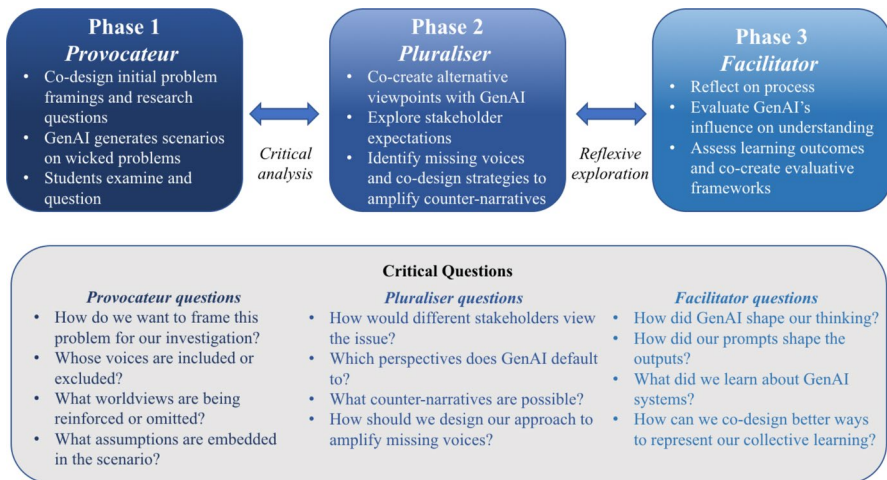 Phase 1
Provocateur
• Co-design initial problem
framings and research
questions
• GenAI generates scenarios
on wicked problems
• Students examine and
question
Critical
analysis
Phase 2
Pluraliser
• Co-create alternative
viewpoints with GenAI
• Explore stakeholder
expectations
• Identify missing voices
and co-design strategies to
amplify counter-narratives
Reflexive
exploration
Phase 3
Facilitator
• Reflect on process
• Evaluate GenAI's
influence on understanding
• Assess learning outcomes
and co-create evaluative
frameworks
Critical Questions
Provocateur questions
• How do we want to frame this
problem for our investigation?
• Whose voices are included or
excluded?
• What worldviews are being
reinforced or omitted?
• What assumptions are embedded
in the scenario?
Pluraliser questions
• How would different stakeholders view
the issue?
• Which perspectives does GenAI default
to?
• What counter-narratives are possible?
• How should we design our approach to
amplify missing voices?
Facilitator questions
• How did GenAI shape our thinking?
• How did our prompts shape the
outputs?
• What did we learn about GenAI
systems?
• How can we co-design better ways
to represent our collective learning?